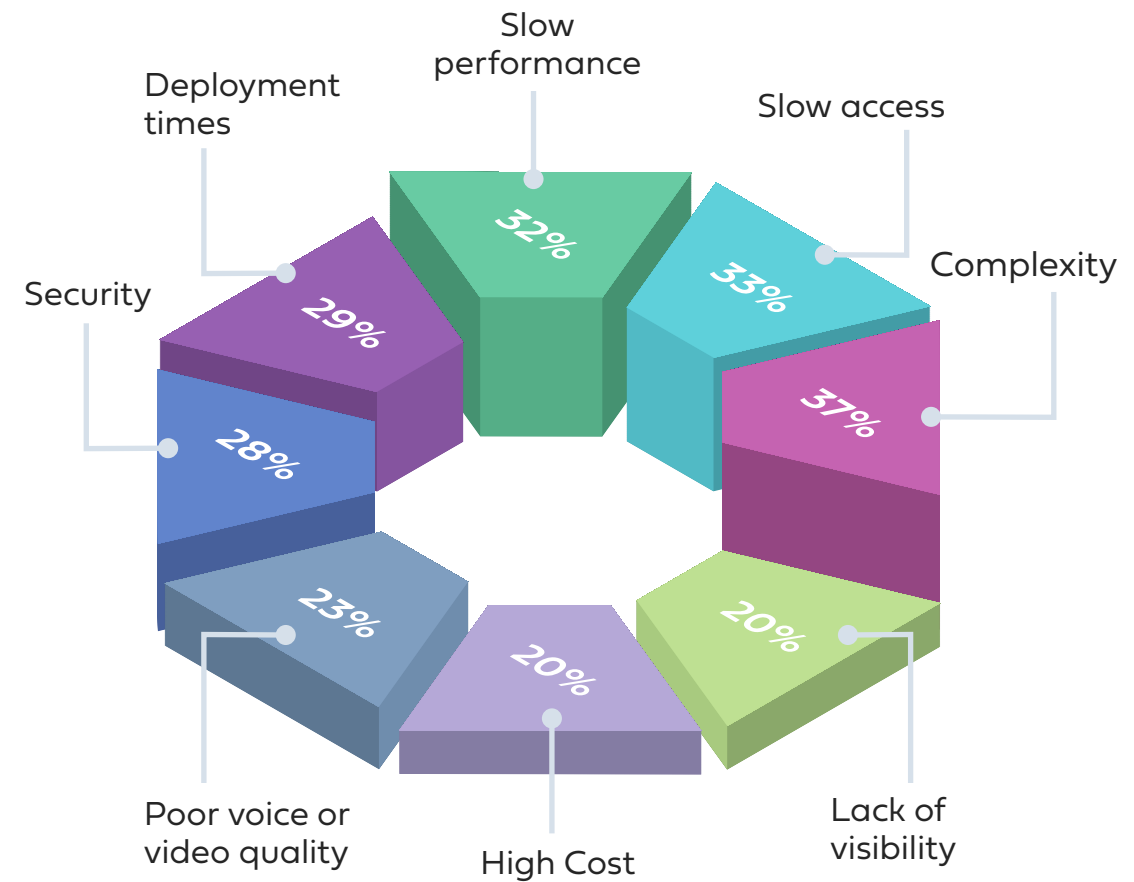 Slow
performance
Deployment
times
Slow access
Complexity
Security
32%
33%
29%
37%
28%
23%
20%
20%
Poor voice or
video quality
High Cost
Lack of
visibility